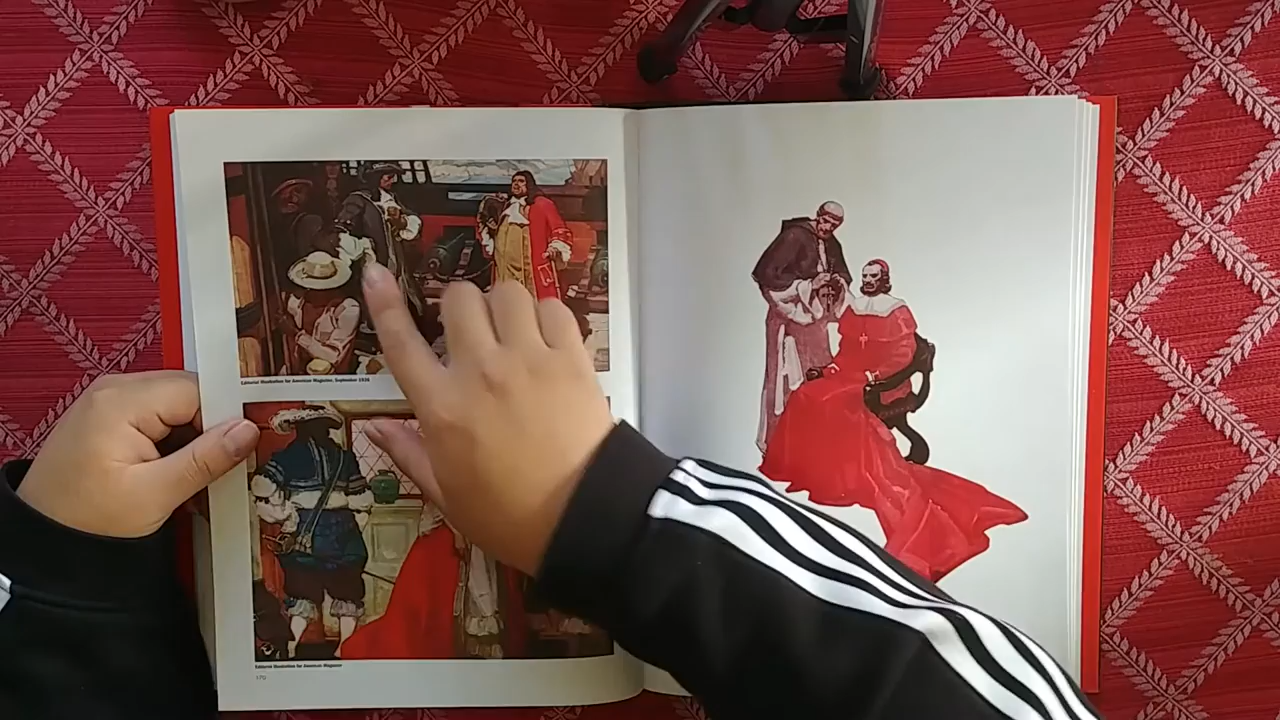 Editorial Illustration for American Magazine, September 1926
Editorial Illustration for American Magazine
170